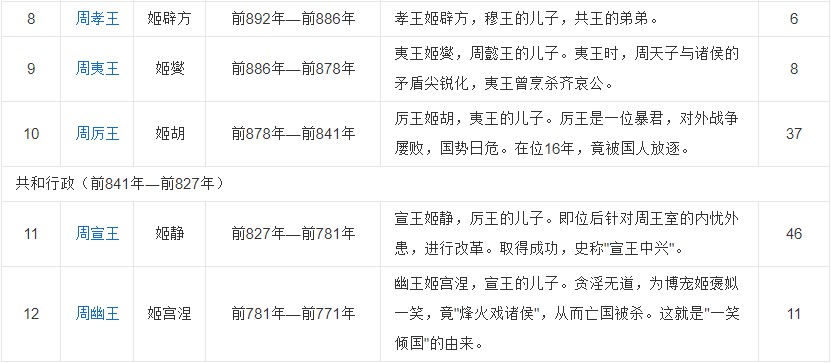 8 周孝王 姬辟方 前892年—前886年 孝王姬辟方，穆王的儿子，共王的弟弟。 6
9 周夷王 姬燮 前886年—前878年 夷王姬燮，周懿王的儿子。夷王时，周天子与诸侯的
矛盾尖锐化，夷王曾烹杀齐哀公。 8
10 周厉王 姬胡 前878年—前841年 厉王姬胡，夷王的儿子。厉王是一位暴君，对外战争
屡败，国势日危。在位16年，竟被国人放逐。 37
共和行政（前841年—前827年）
11 周宣王 姬静 前827年—前781年 宣王姬静，厉王的儿子。即位后针对周王室的内忧外
患，进行改革。取得成功，史称"宣王中兴"。 46
12 周幽王 姬宫涅 前781年—前771年 幽王姬宫涅，宣王的儿子。贪淫无道，为博宠姬褒姒
一笑，竟"烽火戏诸侯"，从而亡国被杀。这就是"一笑
倾国"的由来。 11